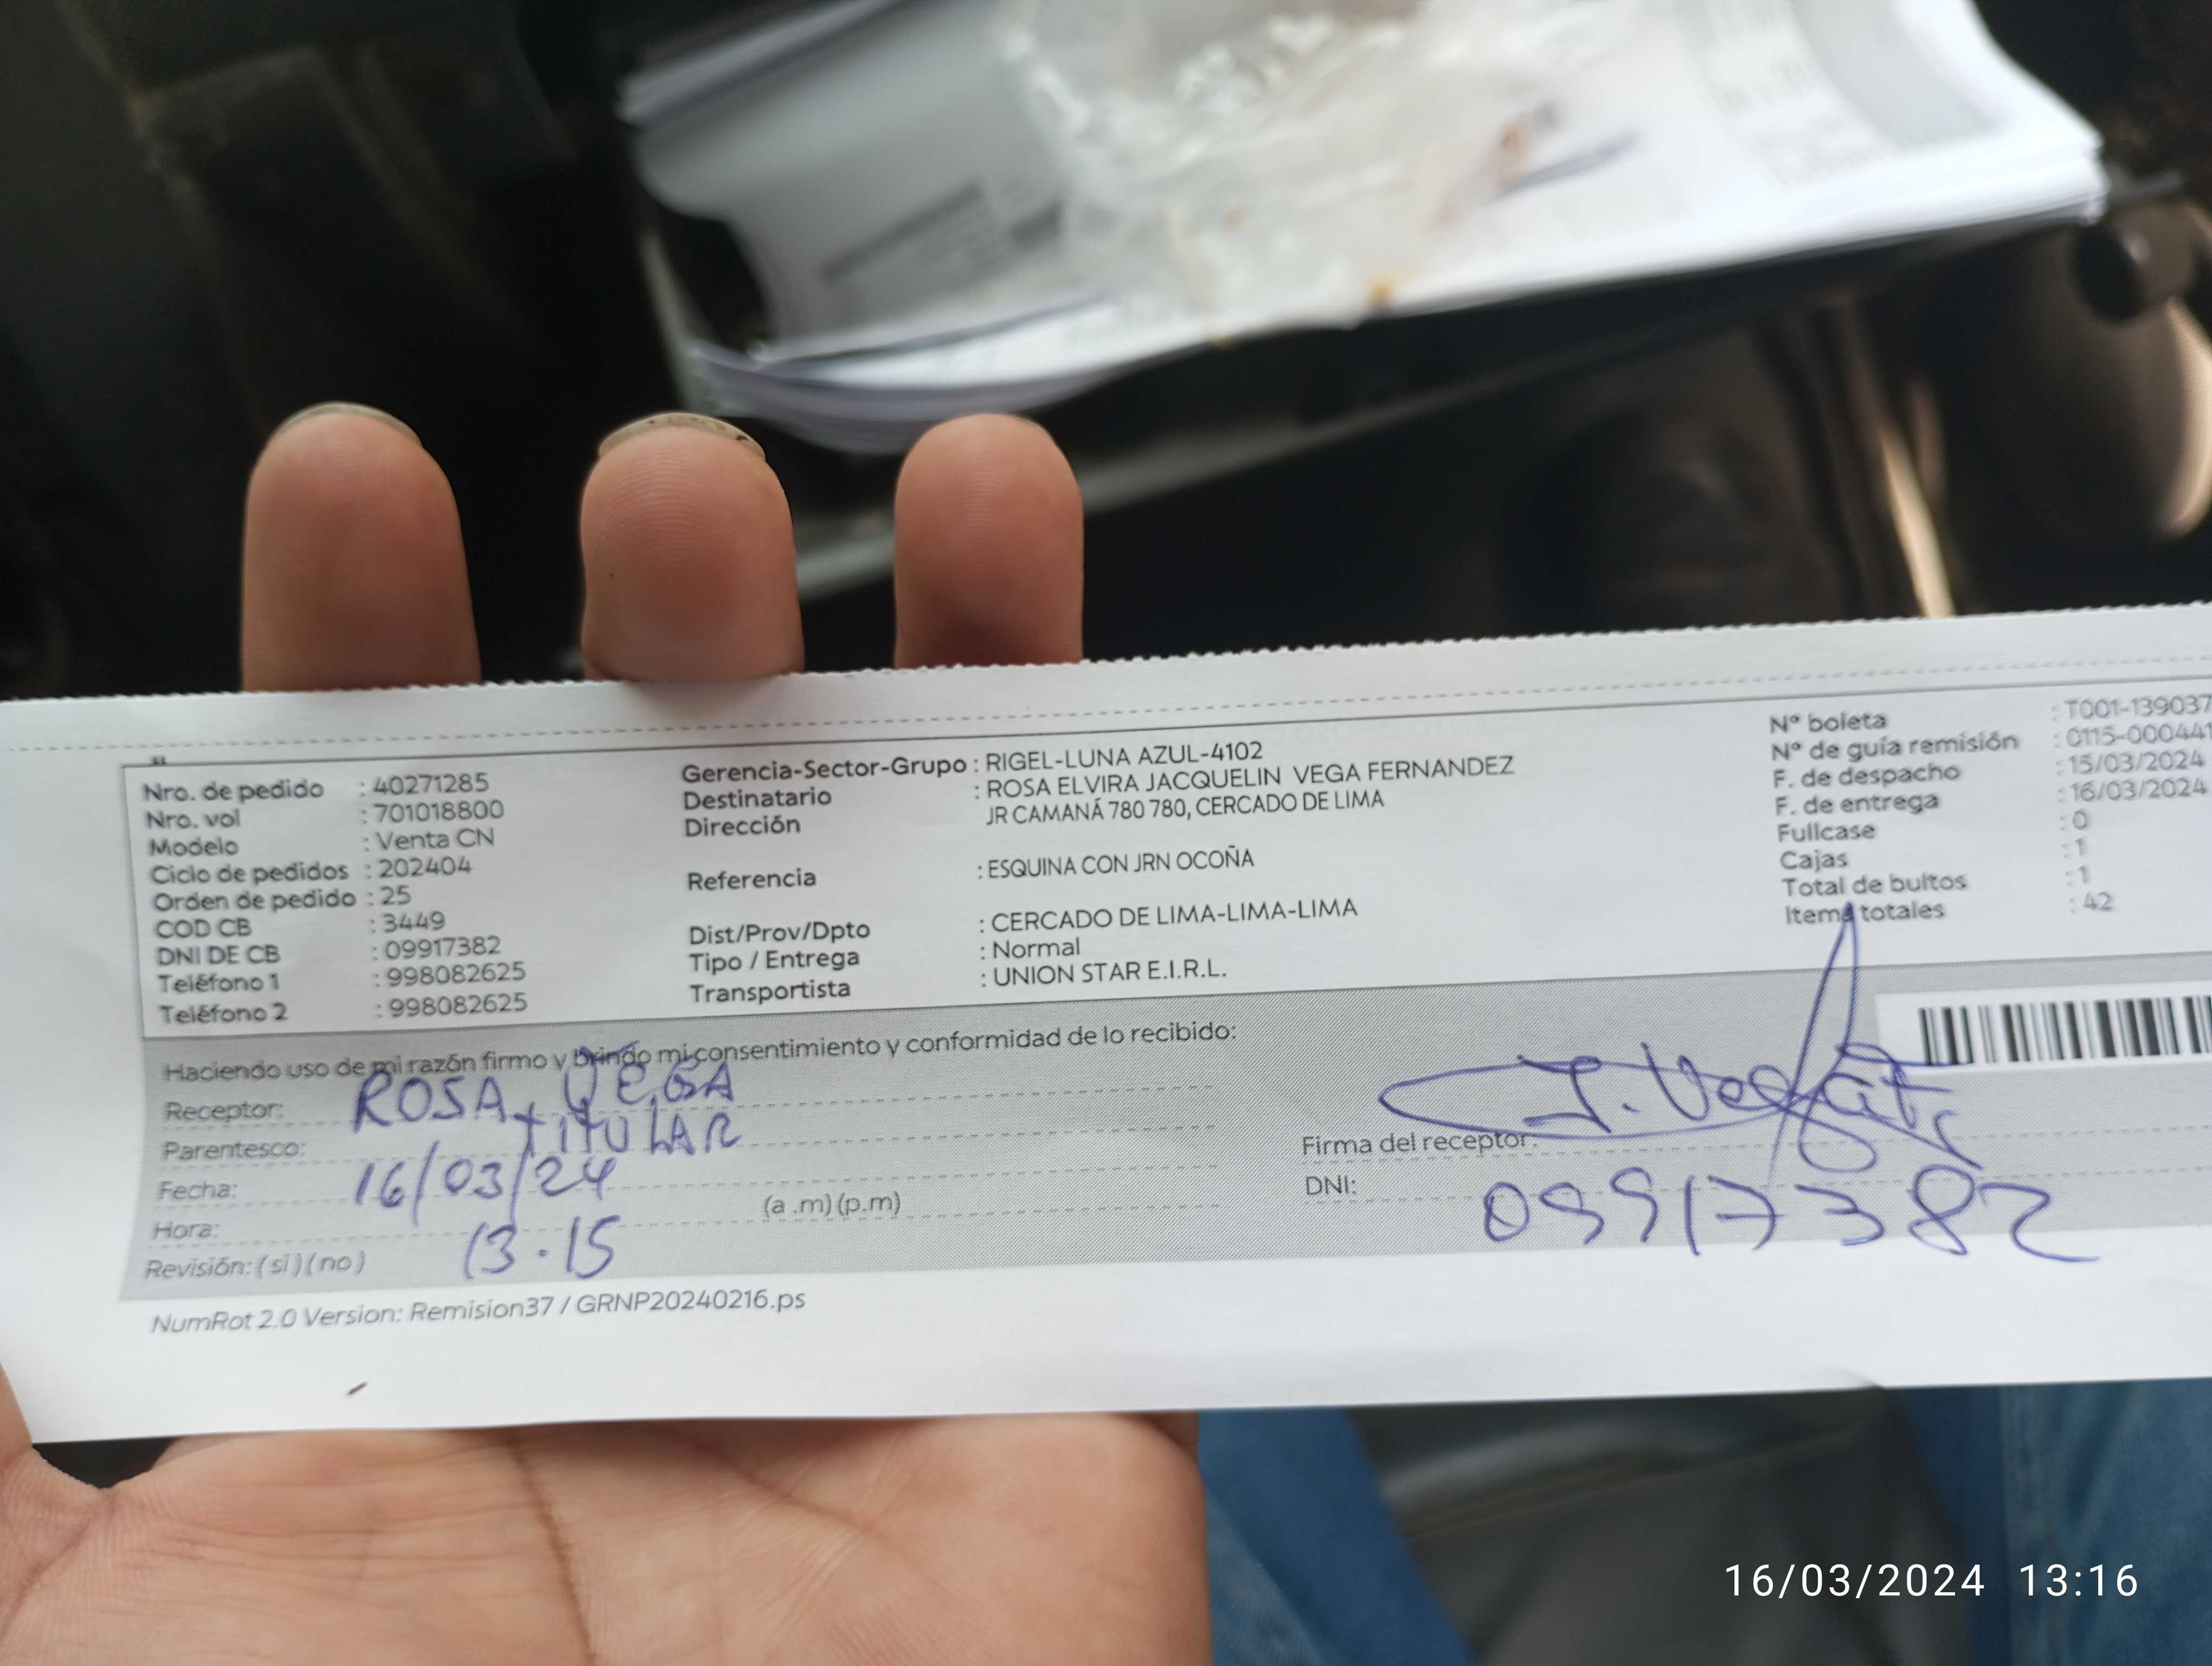 Nro. de pedido : 40271285
Nro. vol : 701018800
Modelo : Venta CN
Ciclo de pedidos : 202404
Orden de pedido : 25
COD CB : 3449
DNI DE CB : 09917382
Teléfono 1 : 998082625
Teléfono 2 : 998082625
Gerencia-Sector-Grupo : RIGEL-LUNA AZUL-4102
Destinatario : ROSA ELVIRA JACQUELIN VEGA FERNANDEZ
Dirección JR CAMANÁ 780 780, CERCADO DE LIMA
Referencia : ESQUINA CON JRN OCOÑA
Dist/Prov/Dpto : CERCADO DE LIMA-LIMA-LIMA
Tipo / Entrega : Normal
Transportista : UNION STAR E.I.R.L.
Nº boleta : T001-139037
Nº de guía remisión : 0115-000441
F. de despacho : 15/03/2024
F. de entrega : 16/03/2024
Fullcase : 0
Cajas : 1
Total de bultos : 1
Items totales : 42
Haciendo uso de mi razón firmo y brindo mi consentimiento y conformidad de lo recibido:
Receptor: ROSA VEGA
Parentesco: TITULAR
Fecha: 16/03/24
Hora: 13.15 (a .m) (p.m)
Revisión: ( si ) ( no )
Firma del receptor:
DNI: 09917382
NumRot 2.0 Version: Remision37 / GRNP20240216.ps
16/03/2024 13:16